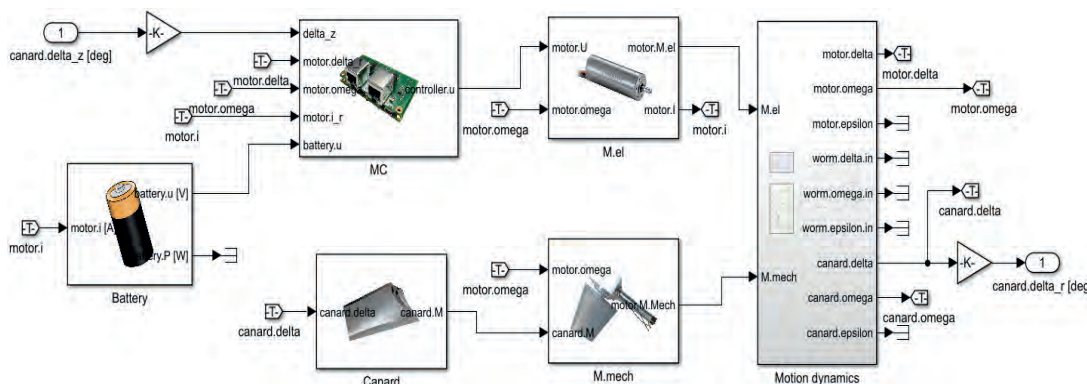 1
canard.delta_z [deg]
-K-
delta_z
-T-
motor.delta
motor.delta
-T-
motor.omega
motor.omega
-T-
motor.i
motor.i_r
battery.u
controller.u
MC
-T-
motor.i
motor.i [A]
battery.u [V]
ttery.P [W]
Battery
motor.U
-T-
motor.omega
motor.omega
motor.M.el
motor.I
-T-
motor.i
M.el
-T-
canard.delta
canard.delta
canard.M
Canard
-T-
motor.omega
motor.omega
canard.M
motor.M.Mech
M.mech
M.el
M.mech
motor.delta
-T-
motor.delta
motor.omega
-T-
motor.omega
motor.epsilon
worm.delta.in
worm.omega.in
worm.epsilon.in
-T-
canard.delta
canard.delta
-K-
1
canard.delta_r [deg]
canard.omega
-T-
canard.omega
canard.epsilon
Motion dynamics